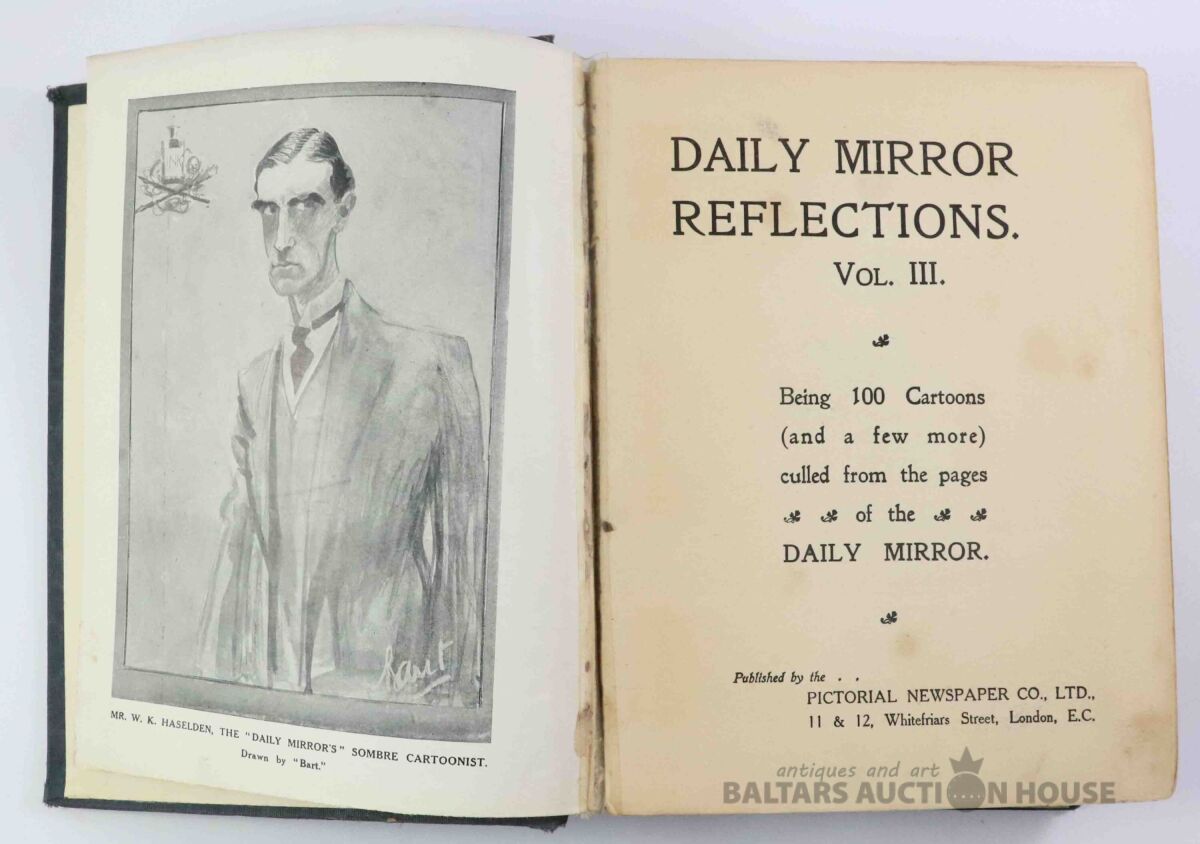 INK
bart
MR. W. K. HASELDEN, THE "DAILY MIRROR'S" SOMBRE CARTOONIST.
Drawn by "Bart."
DAILY MIRROR
REFLECTIONS.
VOL. III.
Being 100 Cartoons
(and a few more)
culled from the pages
of the
DAILY MIRROR.
Published by the . .
PICTORIAL NEWSPAPER CO., LTD.,
11 & 12, Whitefriars Street, London, E.C.
antiques and art
BALTARS AUCTION HOUSE